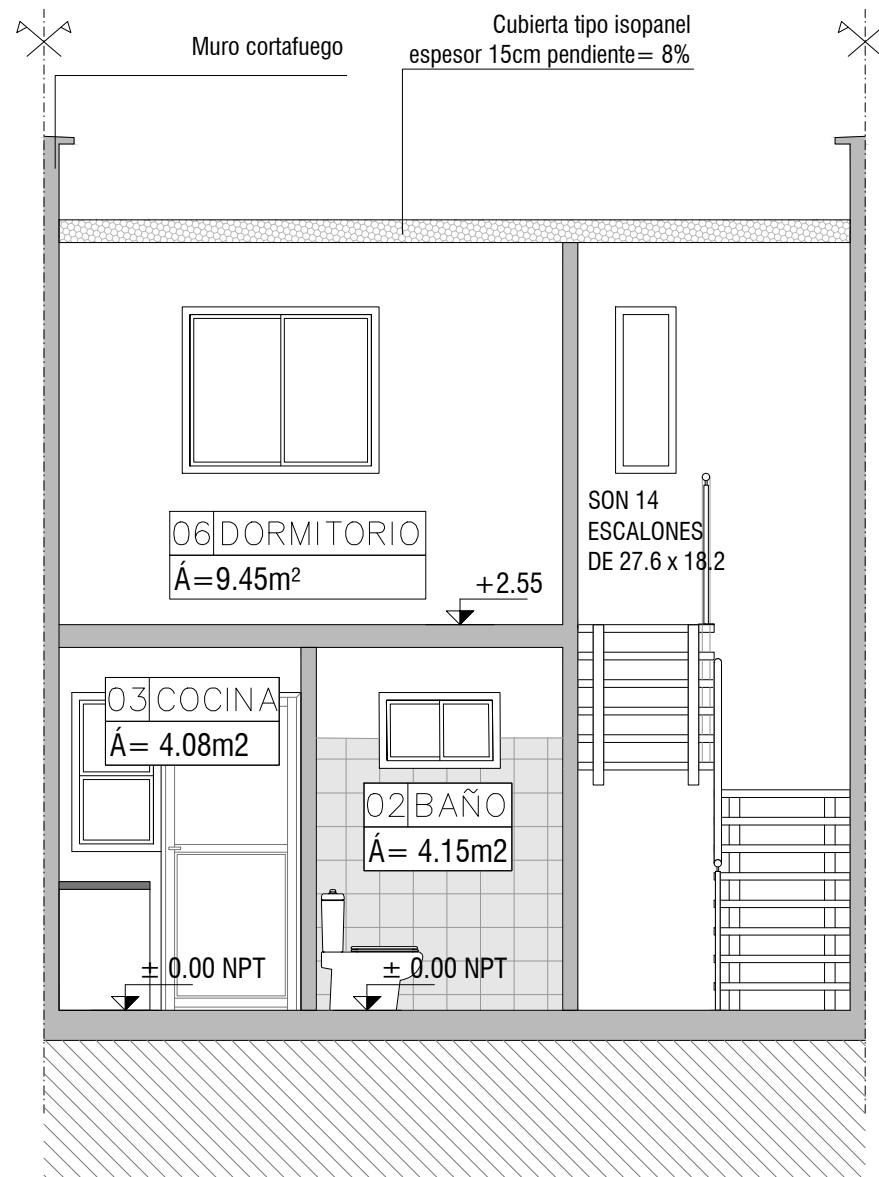 Muro cortafuego
Cubierta tipo isopanel
espesor 15cm pendiente= 8%
06 DORMITORIO
Á=9.45m²
+2.55
SON 14
ESCALONES
DE 27.6 x 18.2
03 COCINA
Á= 4.08m2
02 BAÑO
Á= 4.15m2
± 0.00 NPT
± 0.00 NPT